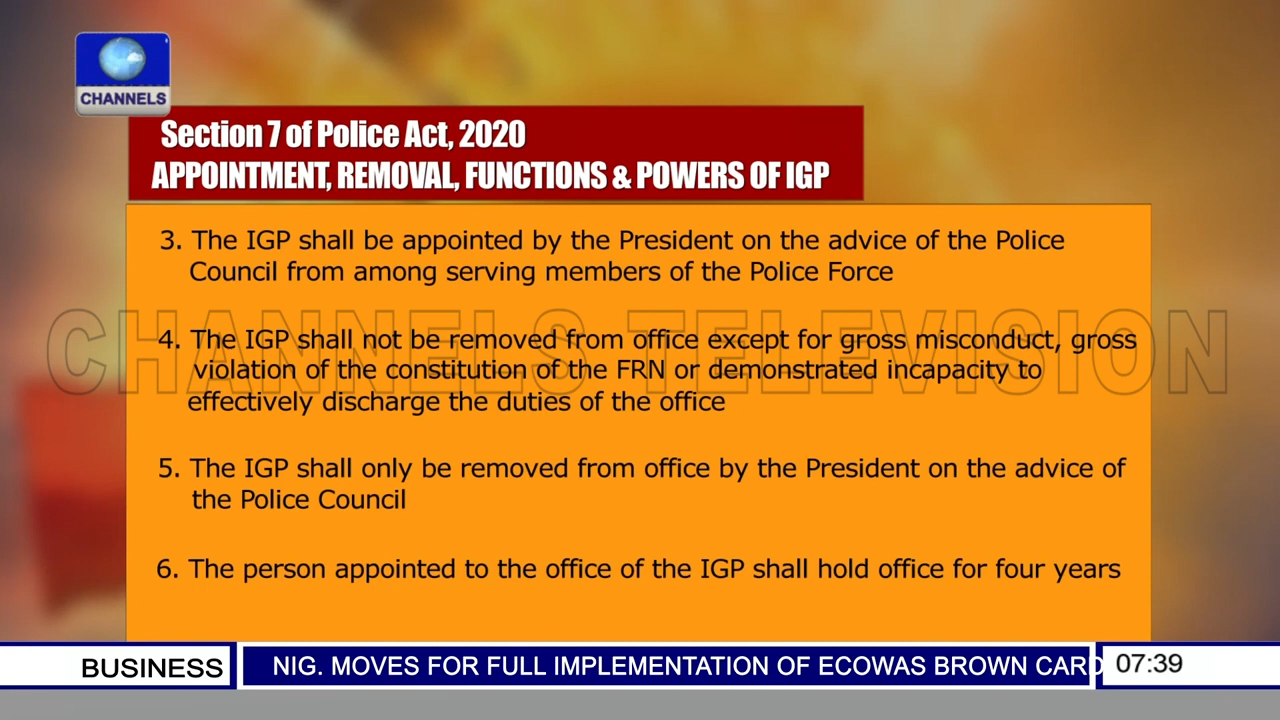 CHANNELS
Section 7 of Police Act, 2020
APPOINTMENT, REMOVAL, FUNCTIONS & POWERS OF IGP
3. The IGP shall be appointed by the President on the advice of the Police
Council from among serving members of the Police Force
CHANNELS TELEVISION
4. The IGP shall not be removed from office except for gross misconduct, gross
violation of the constitution of the FRN or demonstrated incapacity to
effectively discharge the duties of the office
5. The IGP shall only be removed from office by the President on the advice of
the Police Council
6. The person appointed to the office of the IGP shall hold office for four years
BUSINESS
NIG. MOVES FOR FULL IMPLEMENTATION OF ECOWAS BROWN CARD
07:39